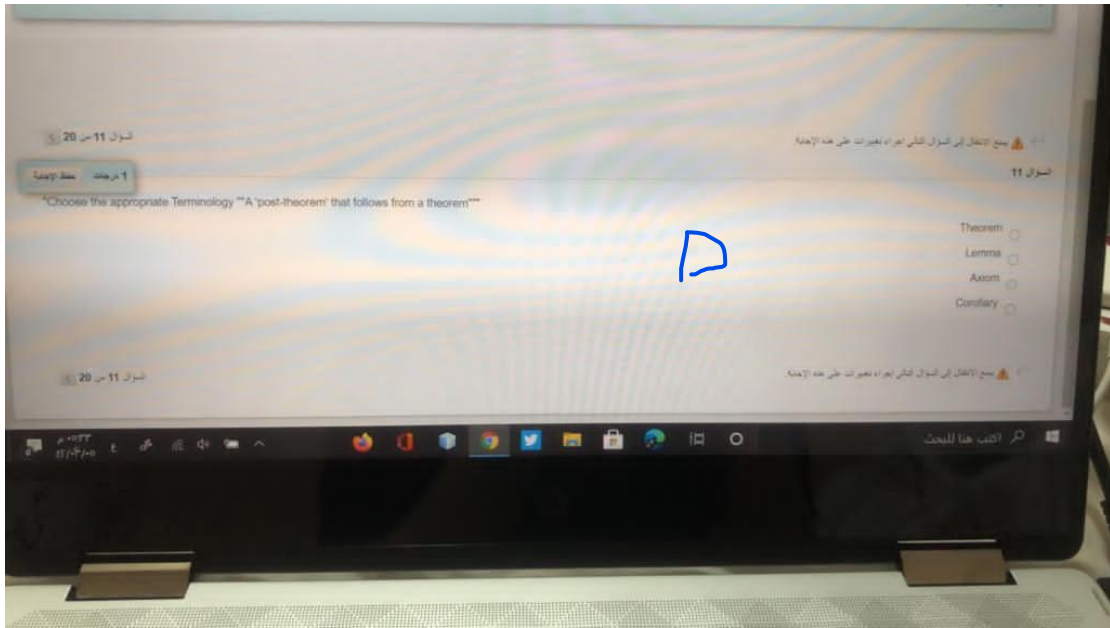 السؤال 11 من 20
يمنع الانتقال إلى السؤال التالي إجراء تغييرات على هذه الإجابة.
السؤال 11
1 درجات
حفظ الإجابة
"Choose the appropriate Terminology ""A 'post-theorem' that follows from a theorem"""
Theorem
Lemma
Axiom
Corollary
D
السؤال 11 من 20
يمنع الانتقال إلى السؤال التالي إجراء تغييرات على هذه الإجابة.
اكتب هنا للبحث
ع